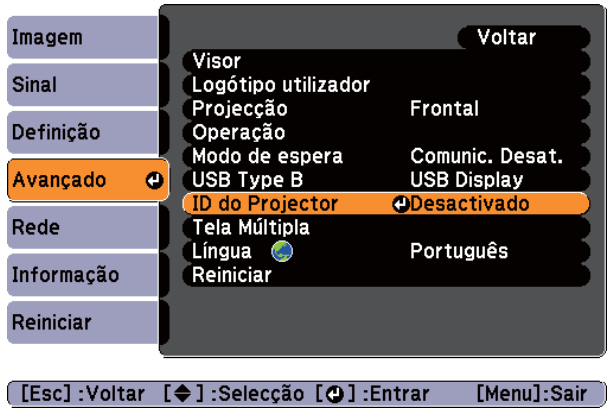 Imagem
Sinal
Definição
Avançado
Rede
Informação
Reiniciar
Voltar
Visor
Logótipo utilizador
Projecção Frontal
Operação
Modo de espera Comunic. Desat.
USB Type B USB Display
ID do Projector Desactivado
Tela Múltipla
Língua Português
Reiniciar
[Esc] :Voltar [◆] :Selecção [⏎] :Entrar [Menu]:Sair